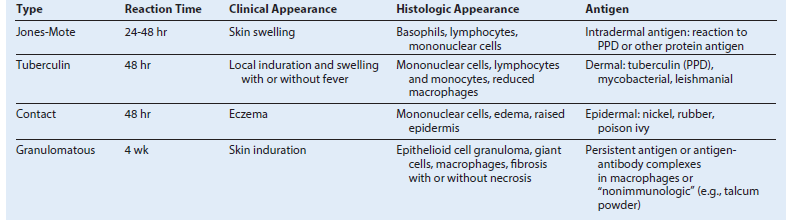 Type Reaction Time Clinical Appearance Histologic Appearance Antigen
Jones-Mote 24-48 hr Skin swelling Basophils, lymphocytes, mononuclear cells Intradermal antigen: reaction to PPD or other protein antigen
Tuberculin 48 hr Local induration and swelling with or without fever Mononuclear cells, lymphocytes and monocytes, reduced macrophages Dermal: tuberculin (PPD), mycobacterial, leishmanial
Contact 48 hr Eczema Mononuclear cells, edema, raised epidermis Epidermal: nickel, rubber, poison ivy
Granulomatous 4 wk Skin induration Epithelioid cell granuloma, giant cells, macrophages, fibrosis with or without necrosis Persistent antigen or antigen-antibody complexes in macrophages or “nonimmunologic” (e.g., talcum powder)